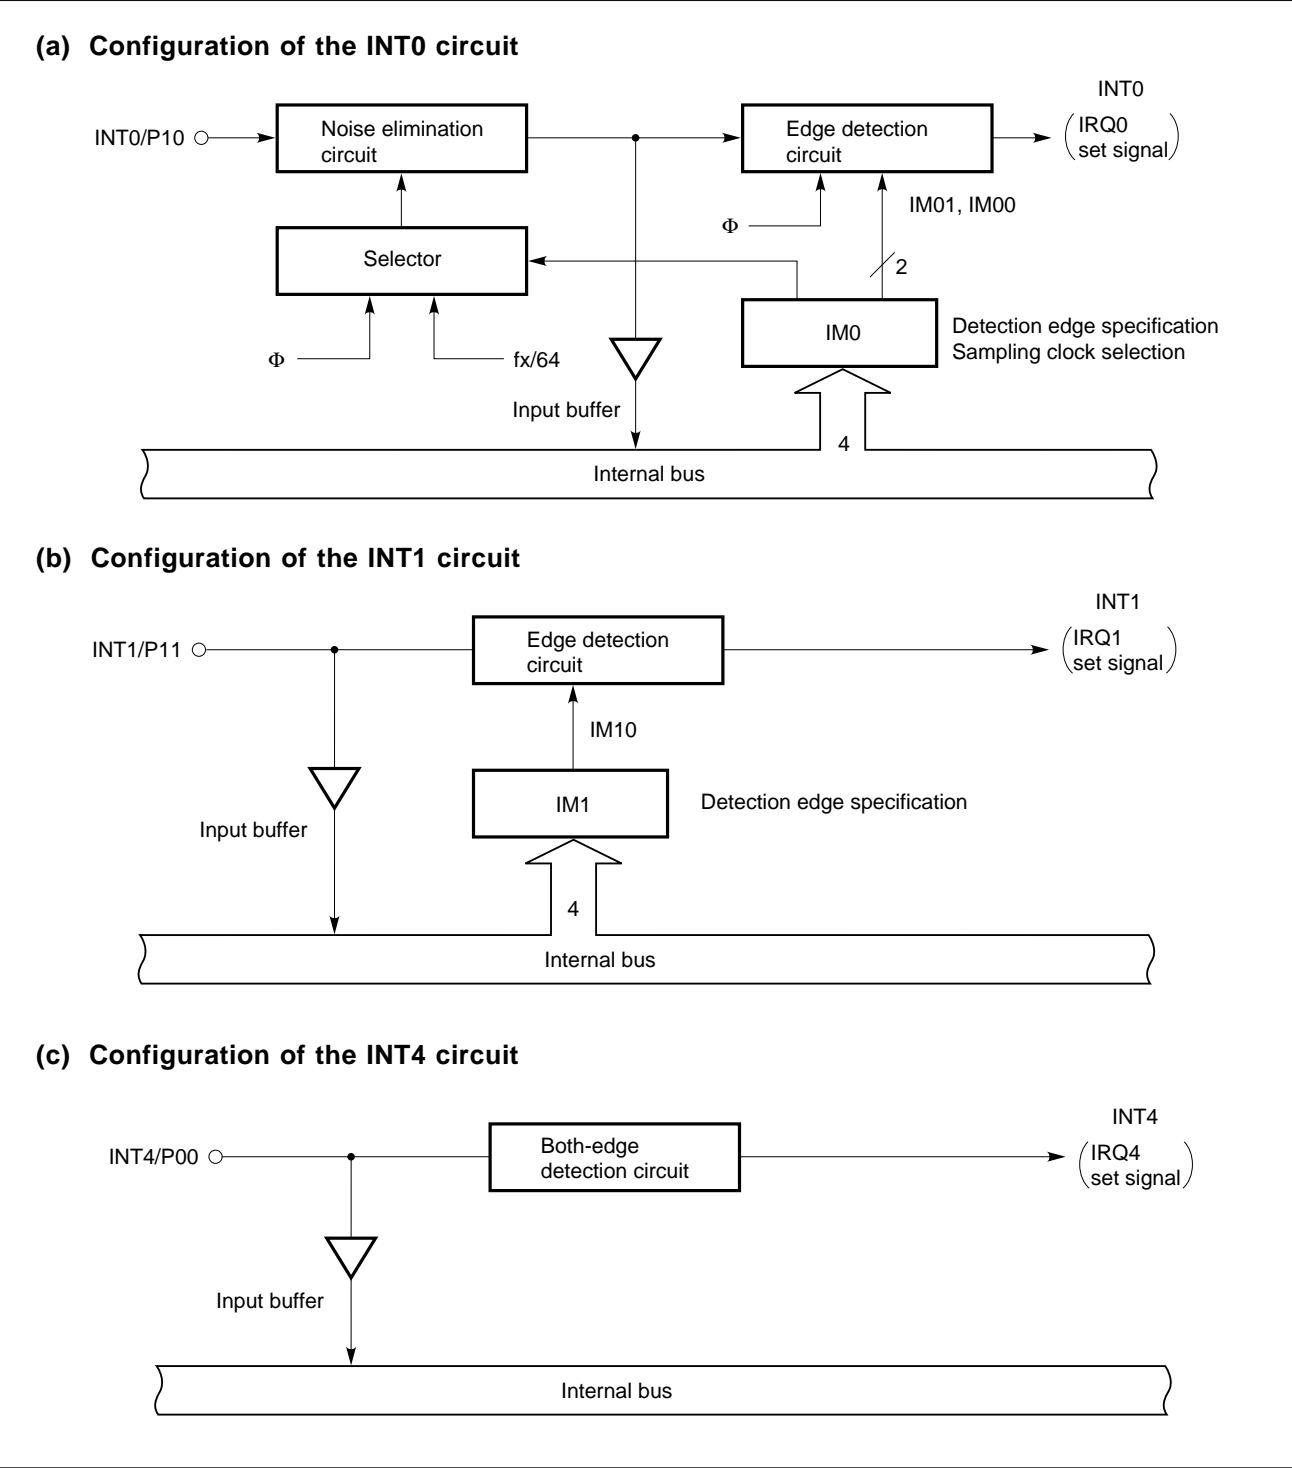 (a) Configuration of the INT0 circuit
INT0
INT0/P10
Noise elimination
circuit
Edge detection
circuit
IRQ0
set signal
IM01, IM00
Φ
Selector
2
IM0
Detection edge specification
Sampling clock selection
Φ
fx/64
Input buffer
4
Internal bus
(b) Configuration of the INT1 circuit
INT1
INT1/P11
Edge detection
circuit
IRQ1
set signal
IM10
IM1
Detection edge specification
Input buffer
4
Internal bus
(c) Configuration of the INT4 circuit
INT4
INT4/P00
Both-edge
detection circuit
IRQ4
set signal
Input buffer
Internal bus